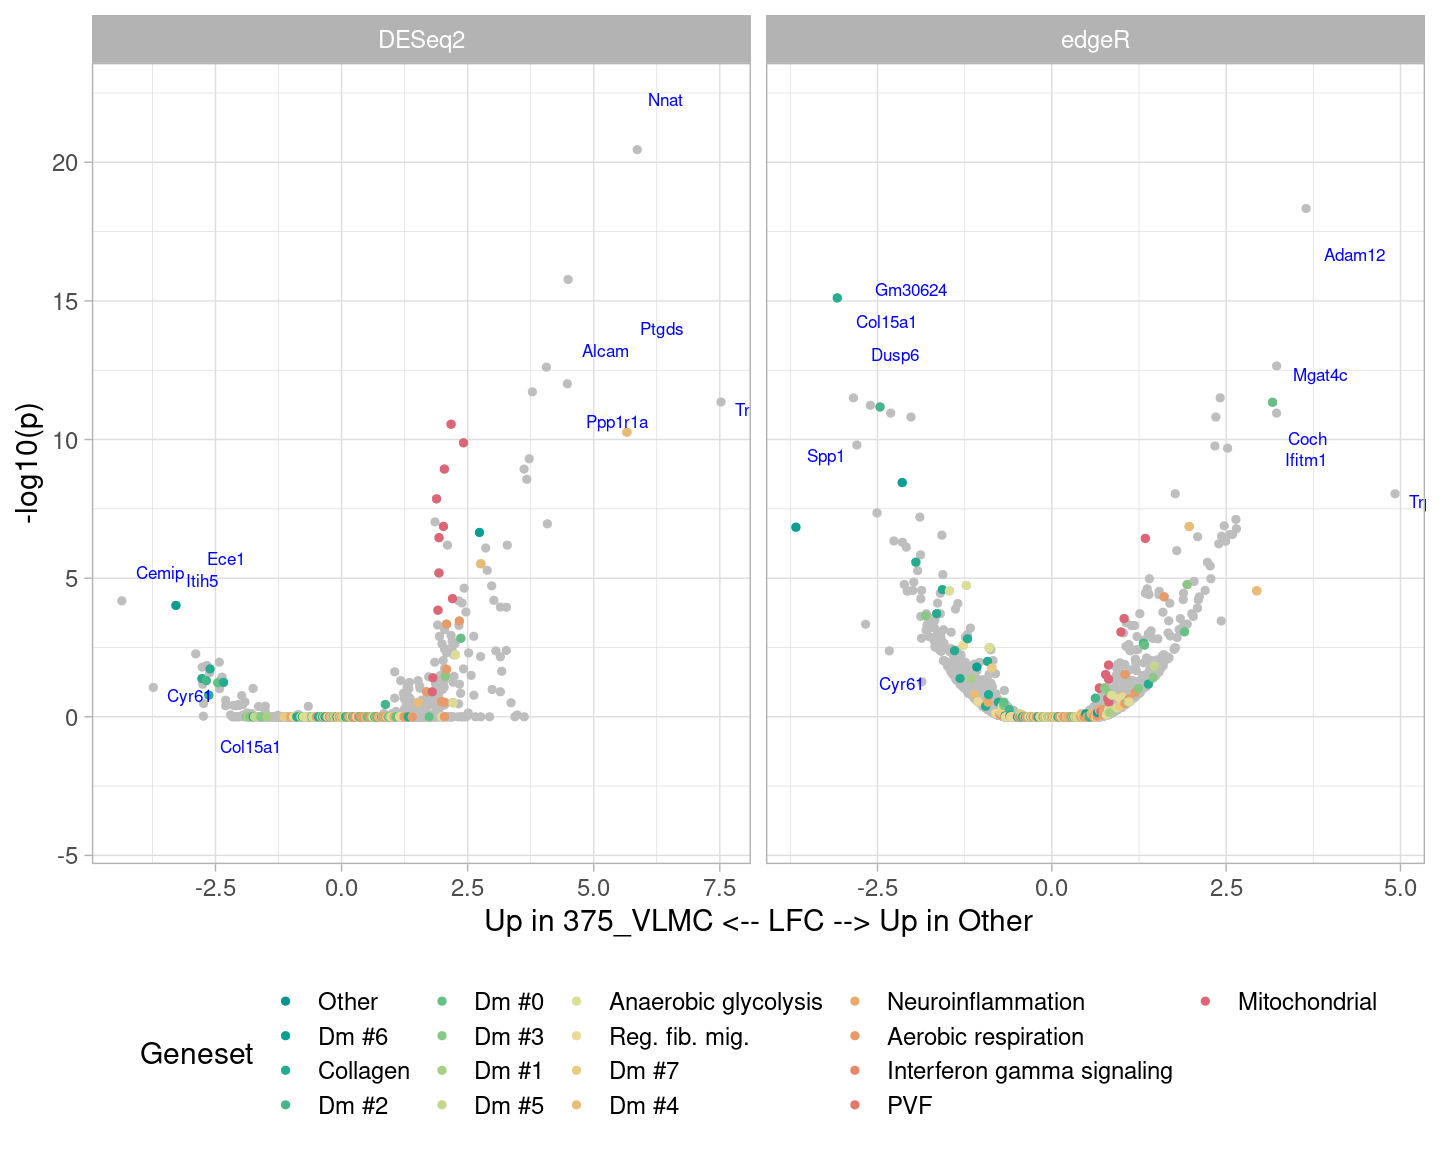 DESeq2
edgeR
Nnat
Ptgds
Alcam
Tr
Ppp1r1a
Ece1
Cemip
Itih5
Cyr61
Col15a1
Adam12
Gm30624
Col15a1
Dusp6
Mgat4c
Coch
Ifitm1
Spp1
Trp
Cyr61
20
15
10
5
0
-5
-log10(p)
-2.5 0.0 2.5 5.0 7.5
-2.5 0.0 2.5 5.0
Up in 375_VLMC <-- LFC --> Up in Other
Geneset
Other Dm #0 Anaerobic glycolysis Neuroinflammation Mitochondrial
Dm #6 Dm #3 Reg. fib. mig. Aerobic respiration
Collagen Dm #1 Dm #7 Interferon gamma signaling
Dm #2 Dm #5 Dm #4 PVF